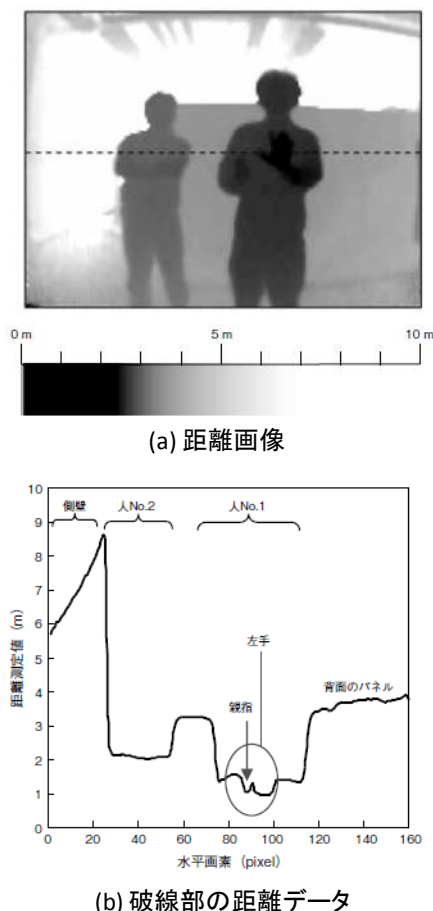 0 m
5 m
10 m
(a) 距離画像
10
9
8
7
6
5
4
3
2
1
0
距離測定値 (m)
側壁
人No.2
人No.1
左手
親指
背面のパネル
0
20
40
60
80
100
120
140
160
水平画素 (pixel)
(b) 破線部の距離データ